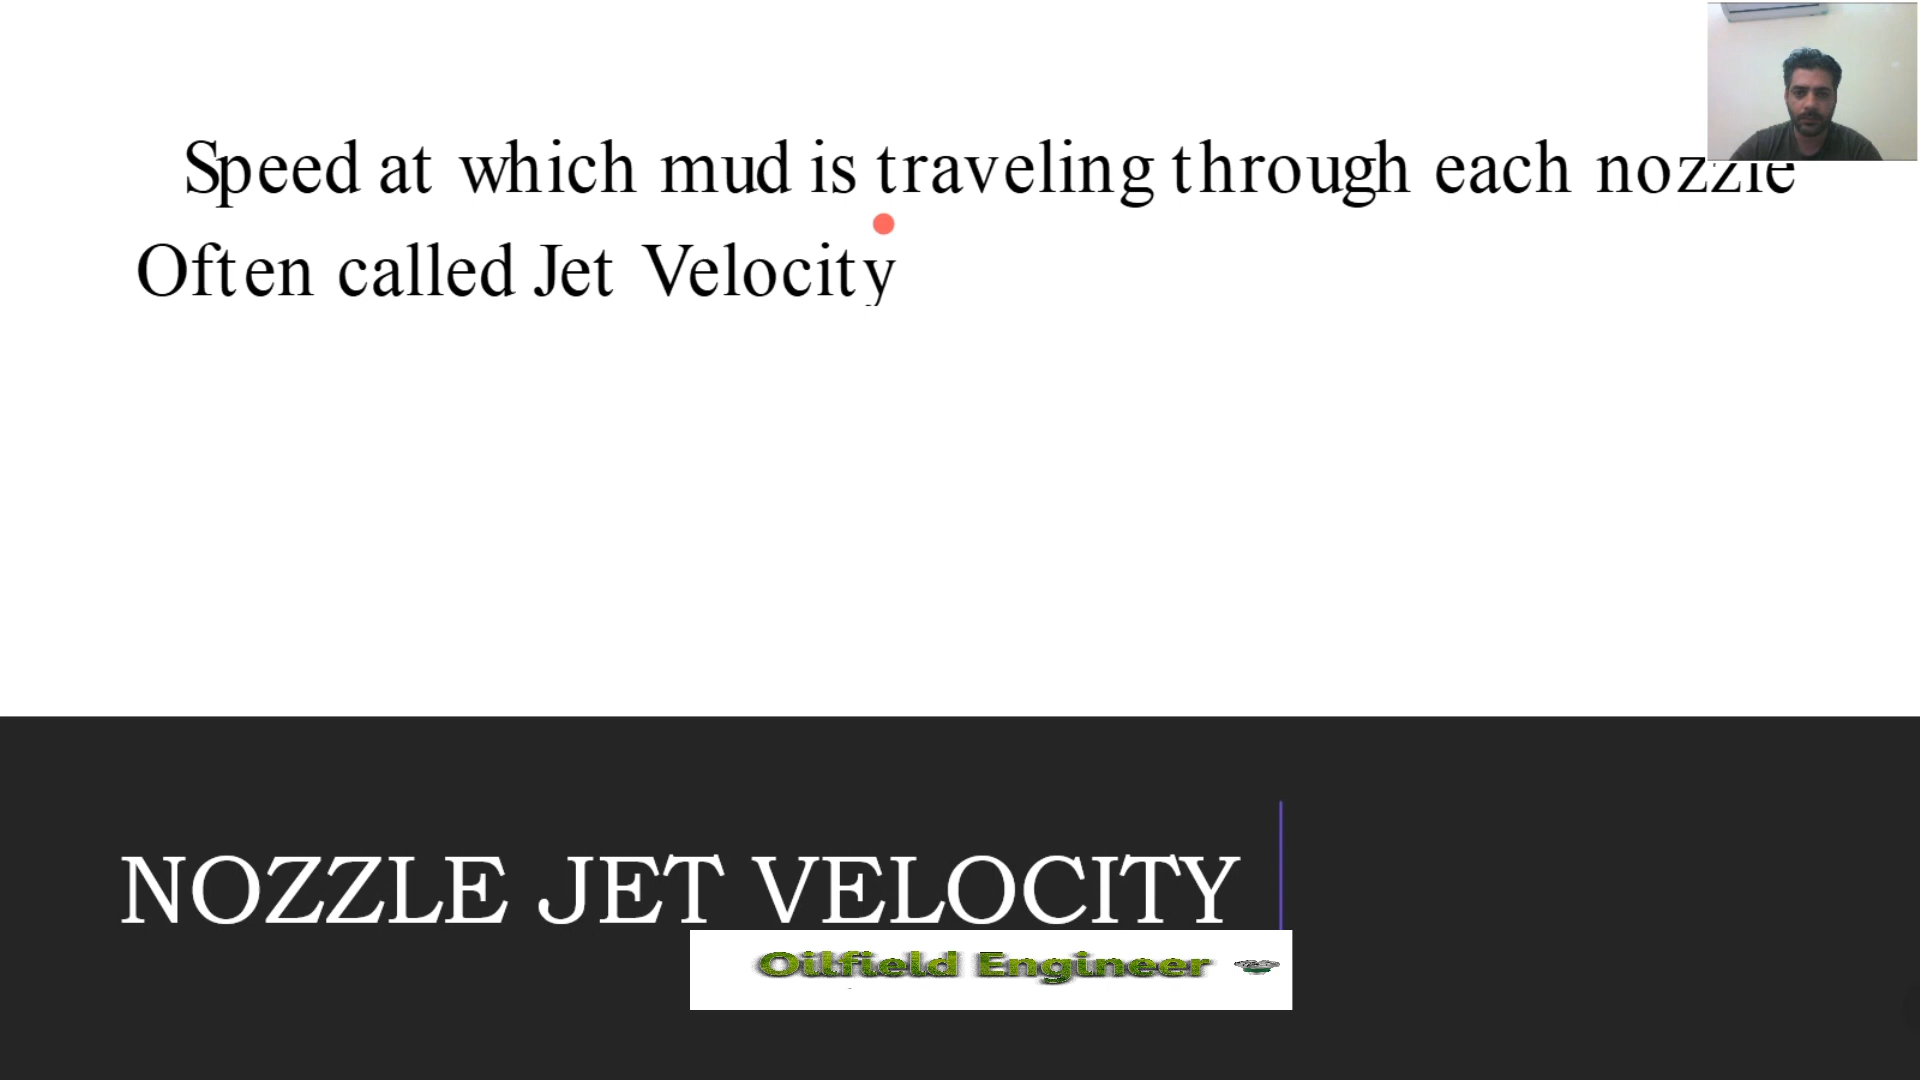 Speed at which mud is traveling through each nozzle
Often called Jet Velocity
NOZZLE JET VELOCITY
Oilfield Engineer